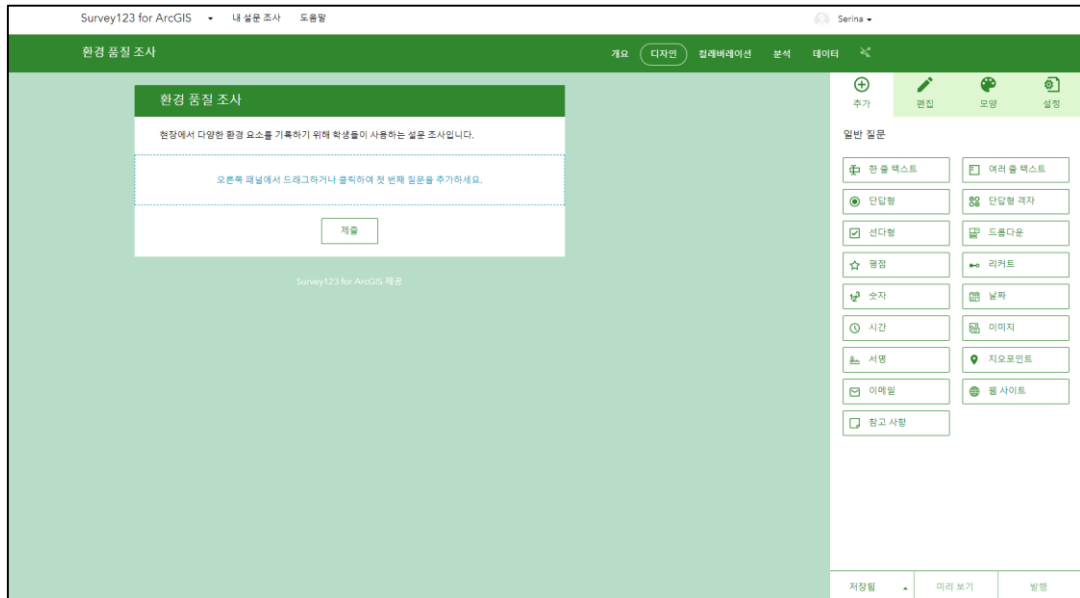 Survey123 for ArcGIS 내 설문 조사 도움말 Serina
환경 품질 조사 개요 디자인 컬래버레이션 분석 데이터
추가 편집 모양 설정
환경 품질 조사
현장에서 다양한 환경 요소를 기록하기 위해 학생들이 사용하는 설문 조사입니다.
오른쪽 패널에서 드래그하거나 클릭하여 첫 번째 질문을 추가하세요.
제출
Survey123 for ArcGIS 제공
일반 질문
한 줄 텍스트 여러 줄 텍스트
단답형 단답형 격자
선다형 드롭다운
평점 리커트
숫자 날짜
시간 이미지
서명 지오포인트
이메일 웹 사이트
참고 사항
저장됨 미리 보기 발행